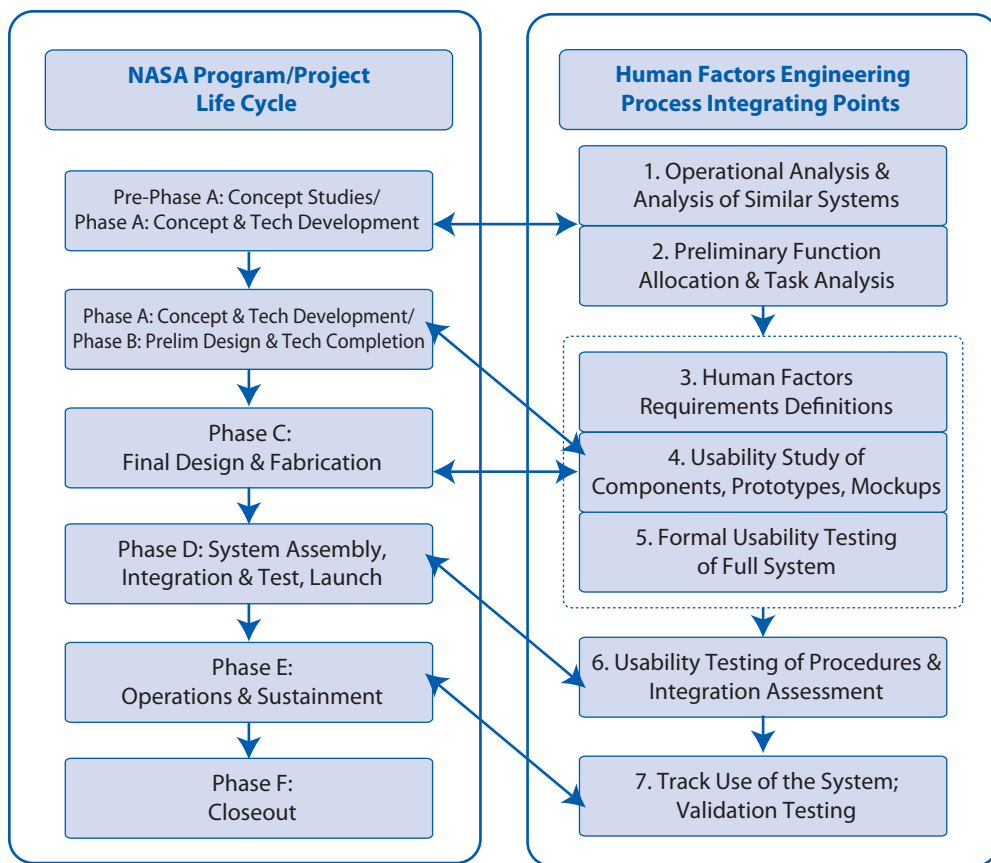 NASA Program/Project
Life Cycle
Pre-Phase A: Concept Studies/
Phase A: Concept & Tech Development
Phase A: Concept & Tech Development/
Phase B: Prelim Design & Tech Completion
Phase C:
Final Design & Fabrication
Phase D: System Assembly,
Integration & Test, Launch
Phase E:
Operations & Sustainment
Phase F:
Closeout
Human Factors Engineering
Process Integrating Points
1. Operational Analysis &
Analysis of Similar Systems
2. Preliminary Function
Allocation & Task Analysis
3. Human Factors
Requirements Definitions
4. Usability Study of
Components, Prototypes, Mockups
5. Formal Usability Testing
of Full System
6. Usability Testing of Procedures &
Integration Assessment
7. Track Use of the System;
Validation Testing